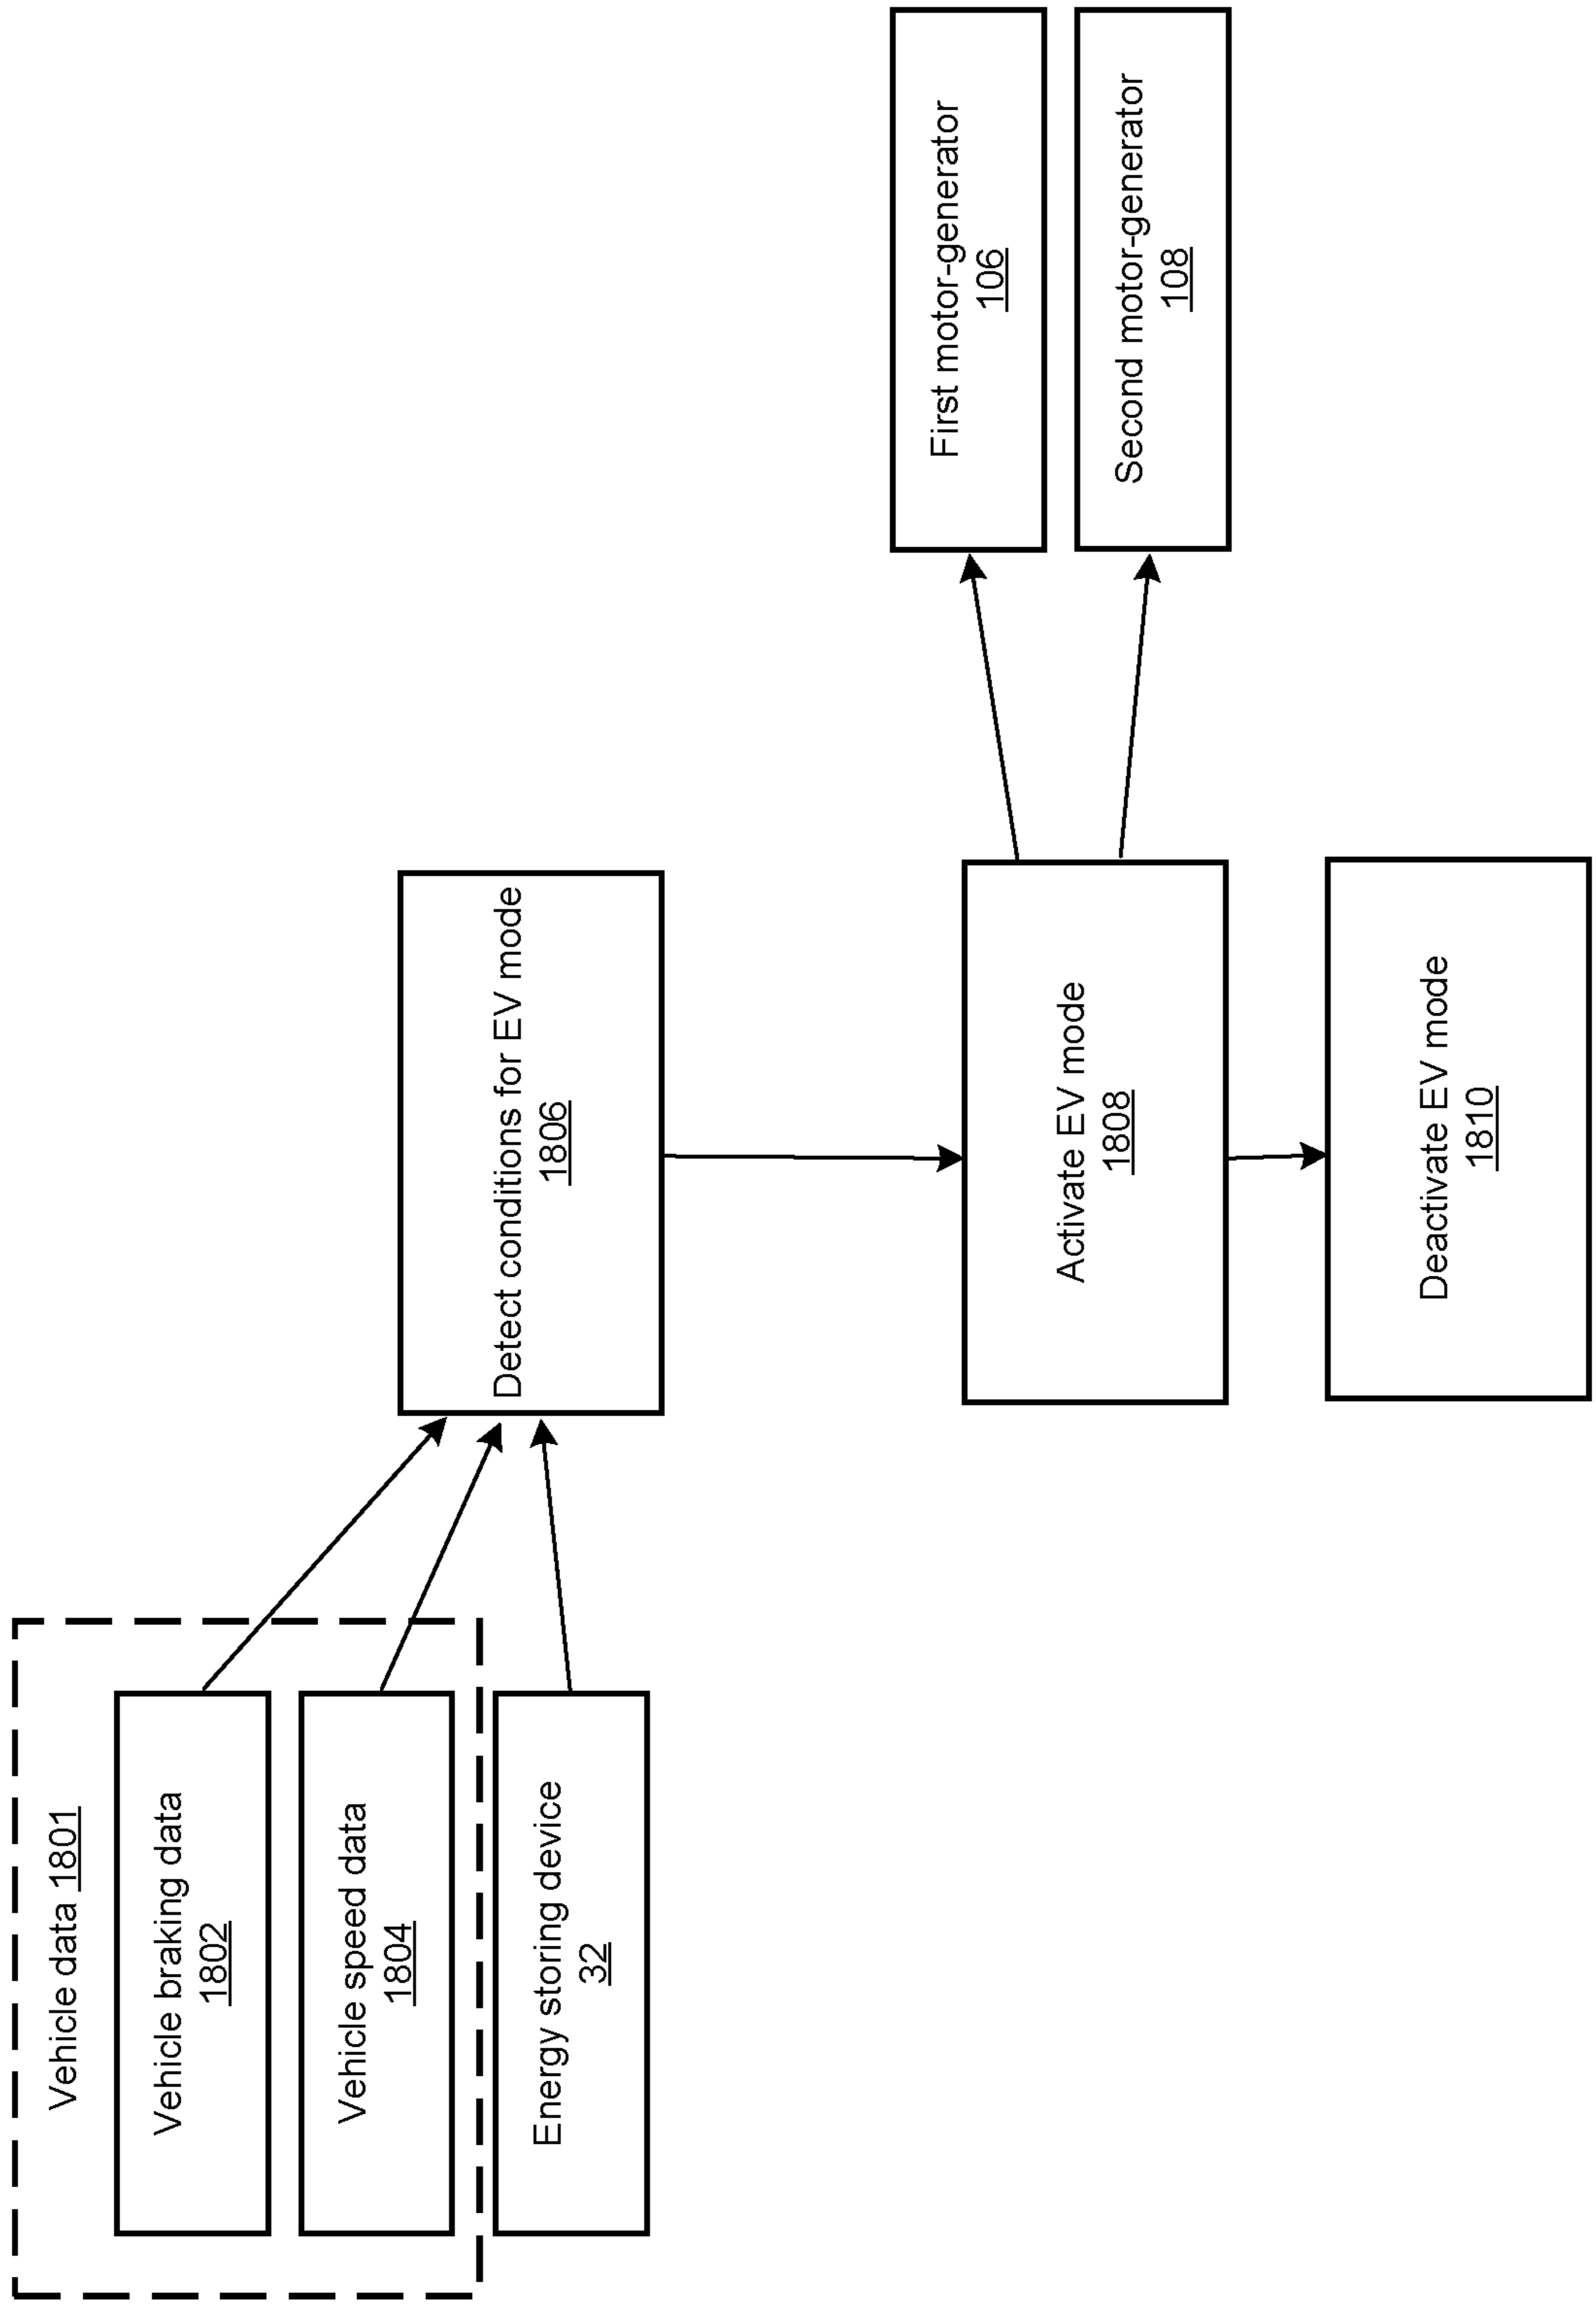 Vehicle data 1801
Vehicle braking data
1802
Vehicle speed data
1804
Energy storing device
32
Detect conditions for EV mode
1806
Activate EV mode
1808
Deactivate EV mode
1810
First motor-generator
106
Second motor-generator
108